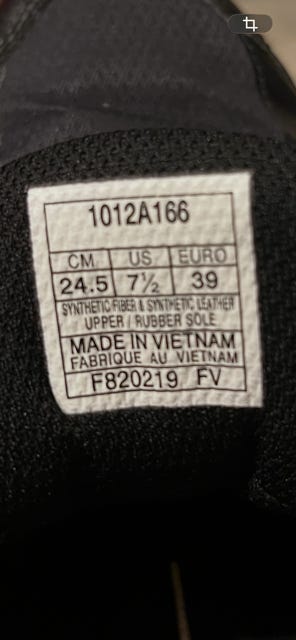 1012A166
CM US EURO
24.5 7½ 39
SYNTHETIC FIBER & SYNTHETIC LEATHER
UPPER / RUBBER SOLE
MADE IN VIETNAM
FABRIQUE AU VIETNAM
F820219 FV